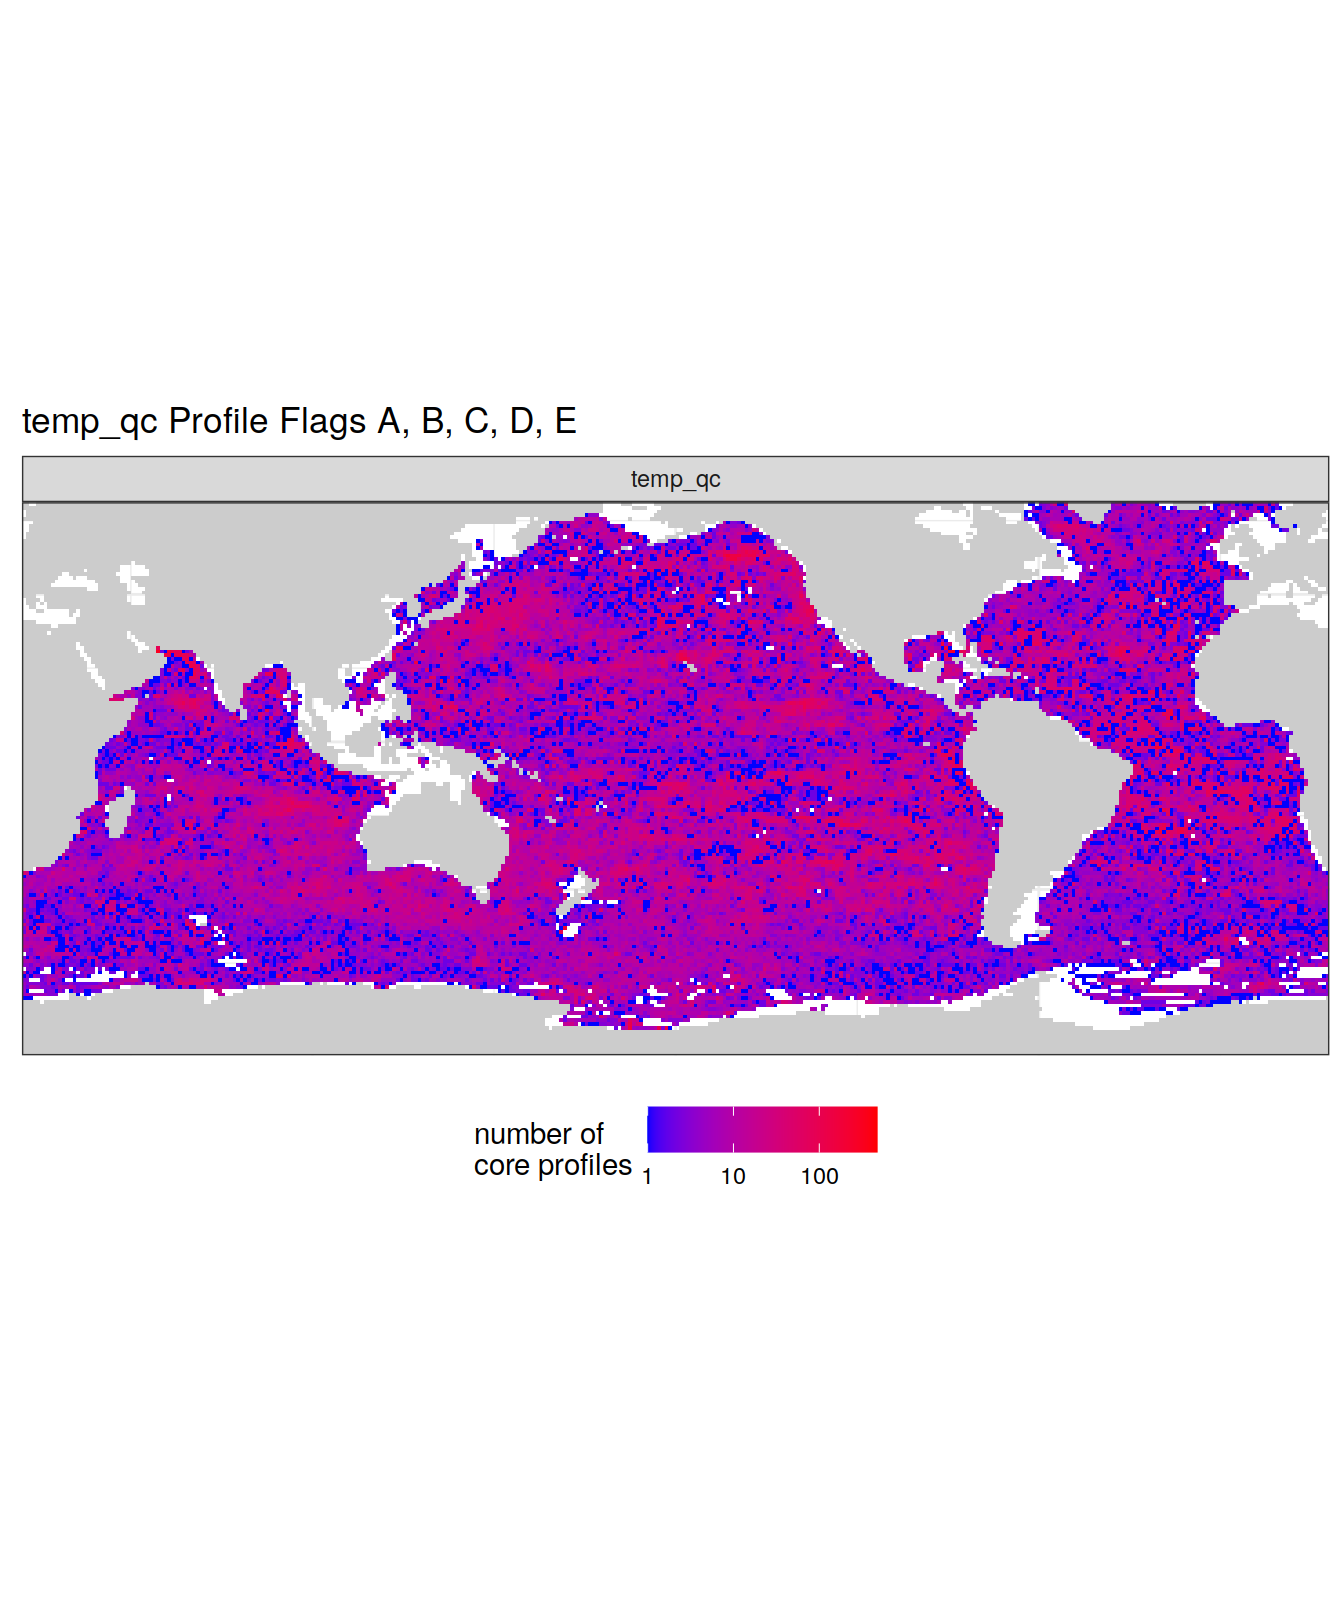 temp_qc Profile Flags A, B, C, D, E
temp_qc
number of
core profiles
1 10 100